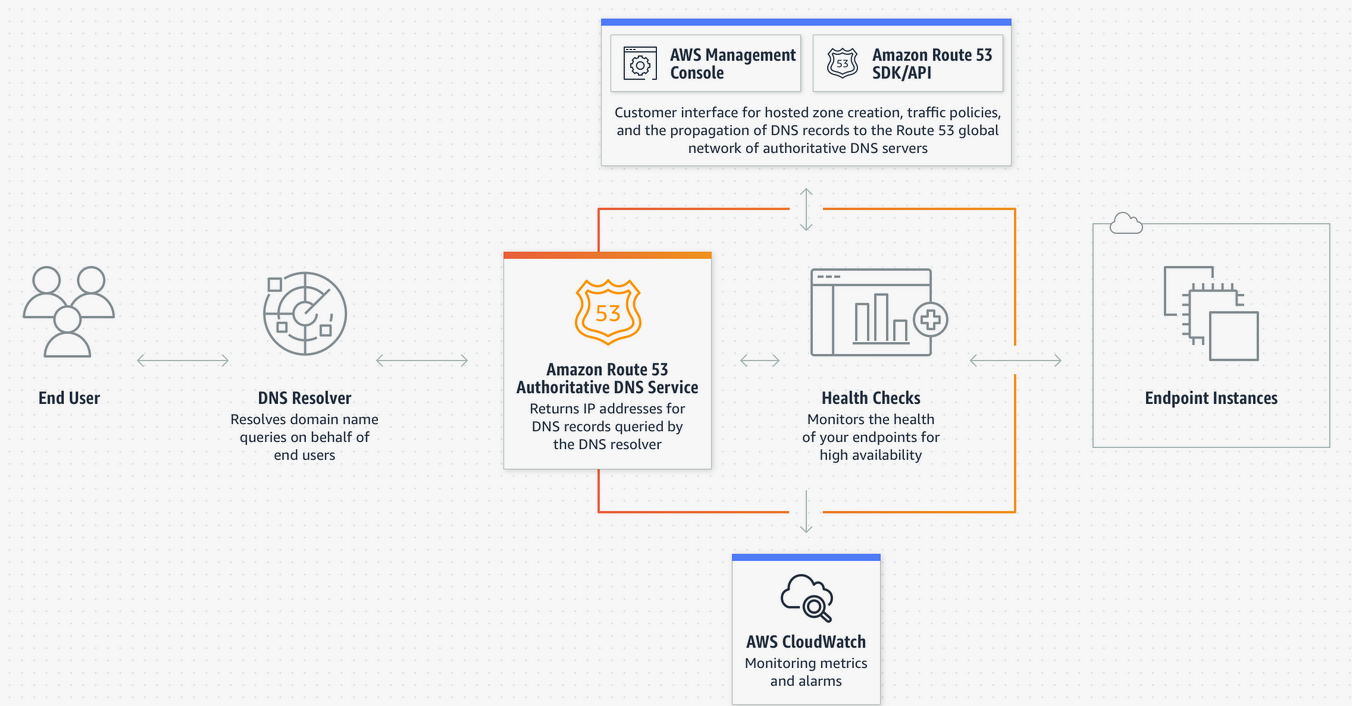 AWS Management
Console
Amazon Route 53
SDK/API
53
Customer interface for hosted zone creation, traffic policies,
and the propagation of DNS records to the Route 53 global
network of authoritative DNS servers
End User
DNS Resolver
Resolves domain name
queries on behalf of
end users
53
Amazon Route 53
Authoritative DNS Service
Returns IP addresses for
DNS records queried by
the DNS resolver
Health Checks
Monitors the health
of your endpoints for
high availability
Endpoint Instances
AWS CloudWatch
Monitoring metrics
and alarms